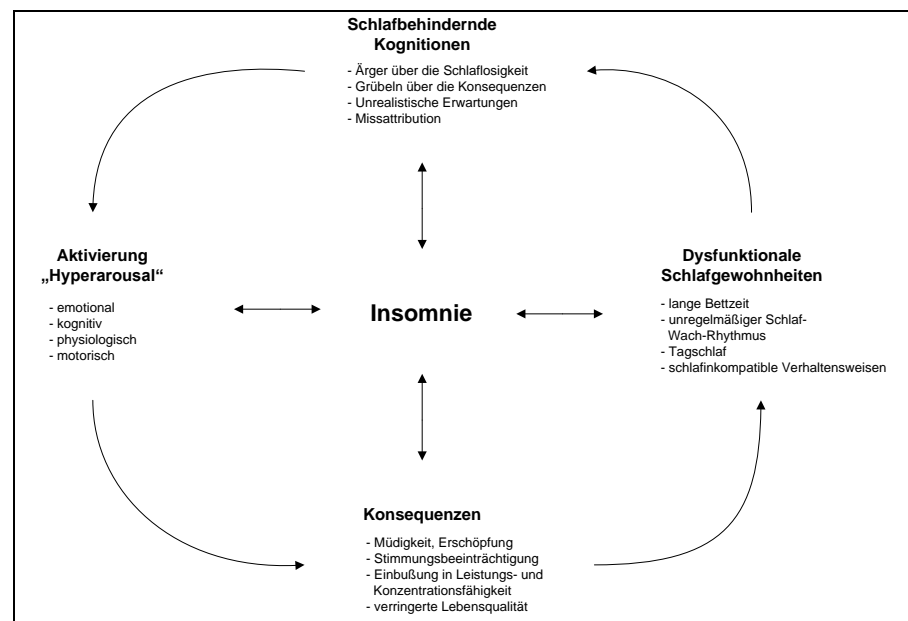 Schlafbehindernde
Kognitionen
- Ärger über die Schlaflosigkeit
- Grübeln über die Konsequenzen
- Unrealistische Erwartungen
- Missattribution
Aktivierung
„Hyperarousal“
- emotional
- kognitiv
- physiologisch
- motorisch
Insomnie
Dysfunktionale
Schlafgewohnheiten
- lange Bettzeit
- unregelmäßiger Schlaf-
Wach-Rhythmus
- Tagschlaf
- schlafinkompatible Verhaltensweisen
Konsequenzen
- Müdigkeit, Erschöpfung
- Stimmungsbeeinträchtigung
- Einbußung in Leistungs- und
Konzentrationsfähigkeit
- verringerte Lebensqualität